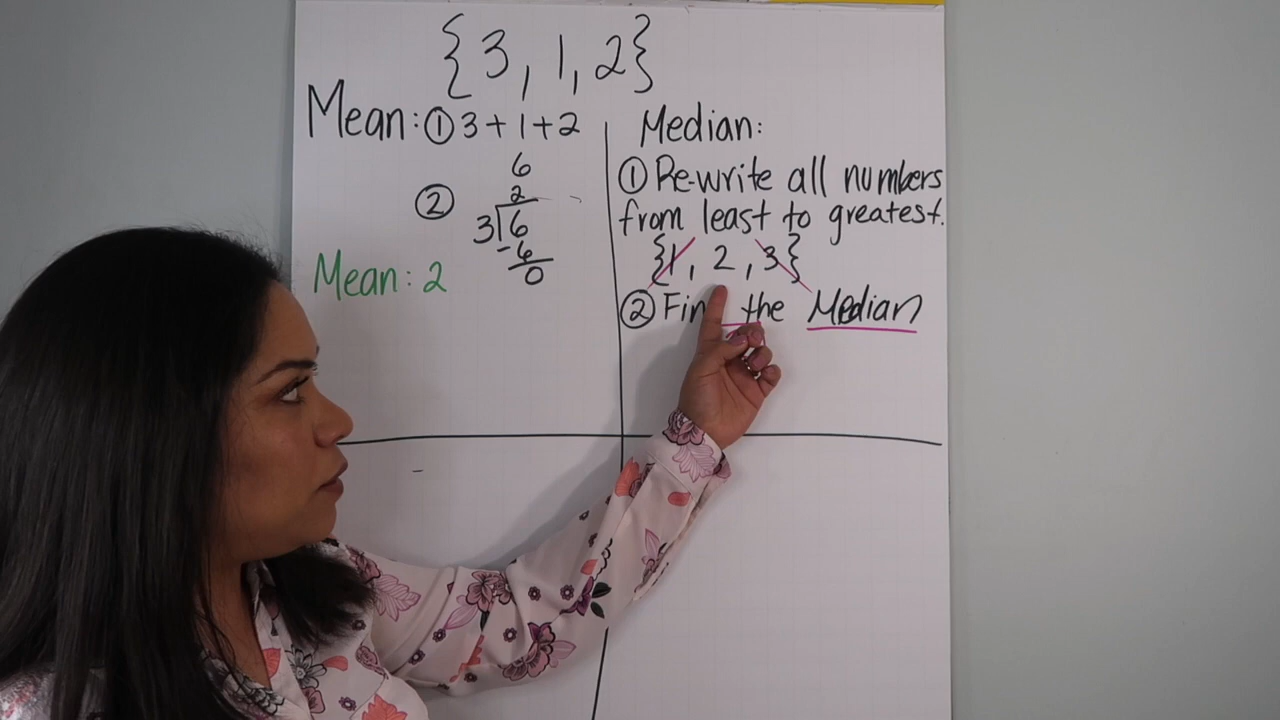 {3, 1, 2}
Mean: ① 3 + 1 + 2
6
② 2
3⟌6
-6
0
Mean: 2
Median:
① Re-write all numbers
from least to greatest.
{1, 2, 3}
② the Median